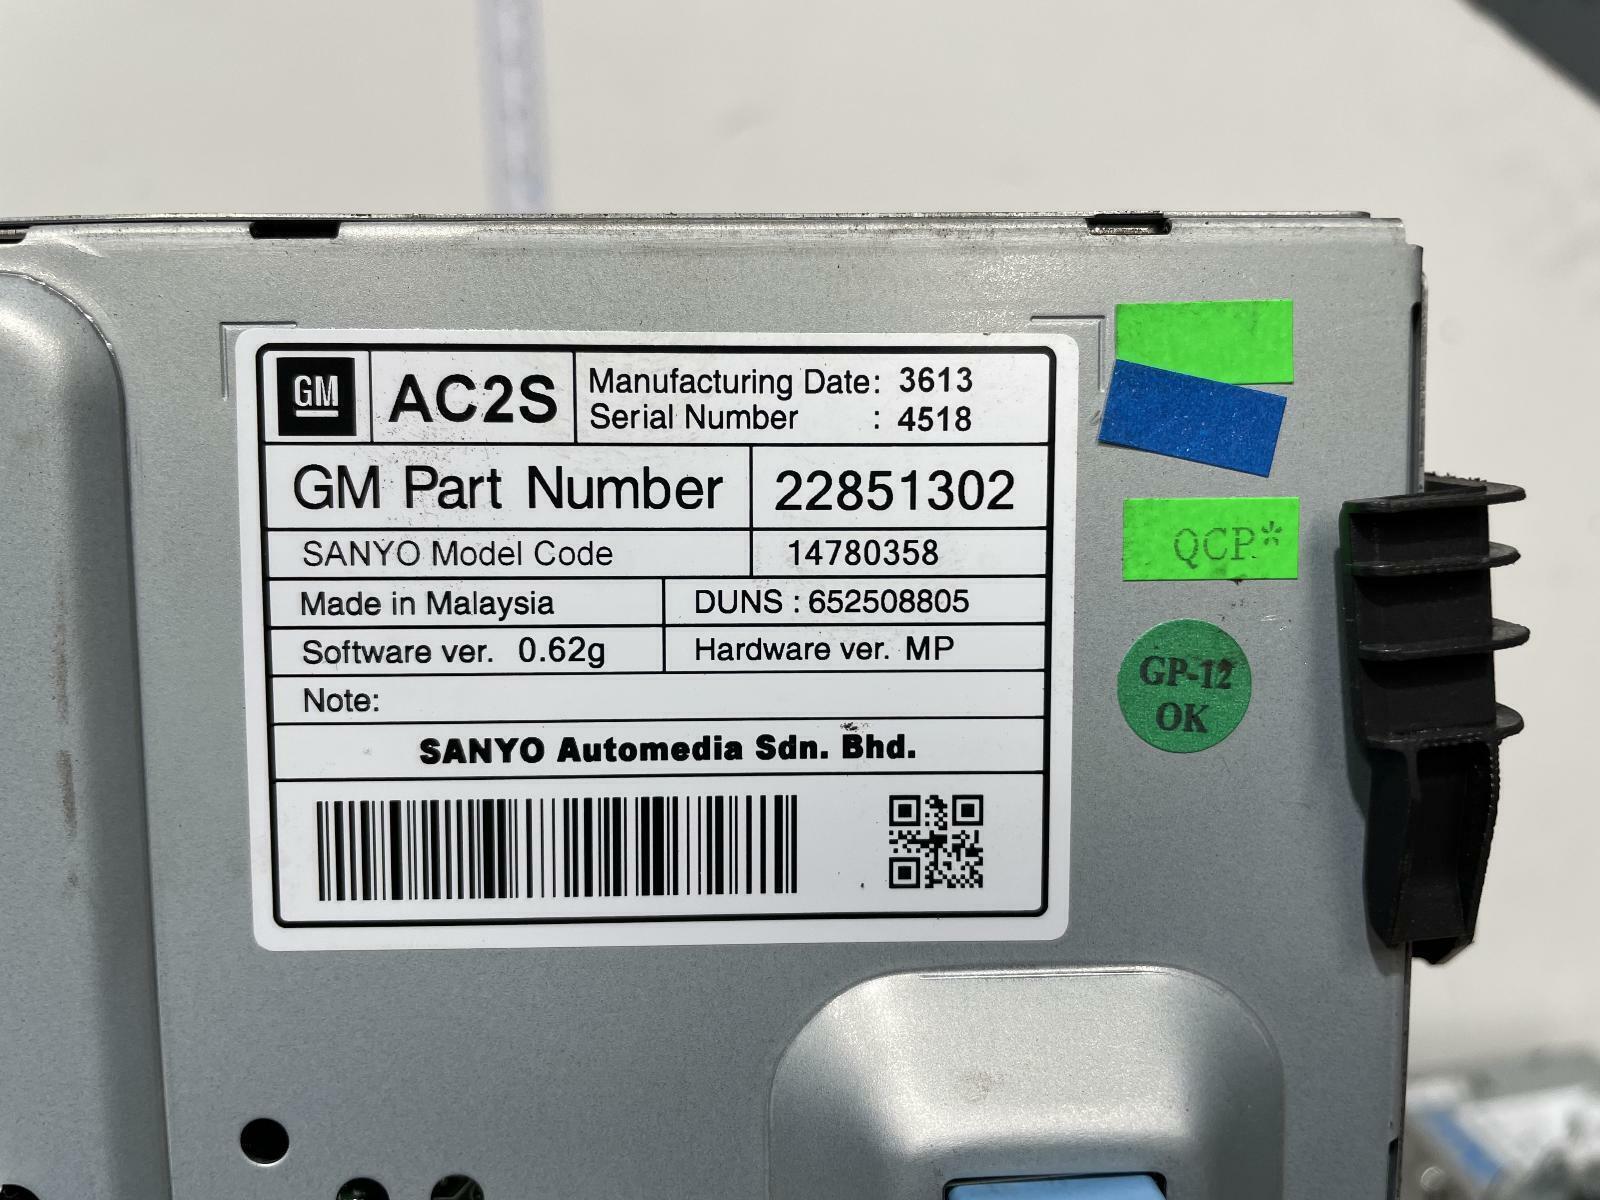 GM
AC2S
Manufacturing Date: 3613
Serial Number : 4518
GM Part Number 22851302
SANYO Model Code 14780358
Made in Malaysia DUNS : 652508805
Software ver. 0.62g Hardware ver. MP
Note:
SANYO Automedia Sdn. Bhd.
QCP*
GP-12
OK